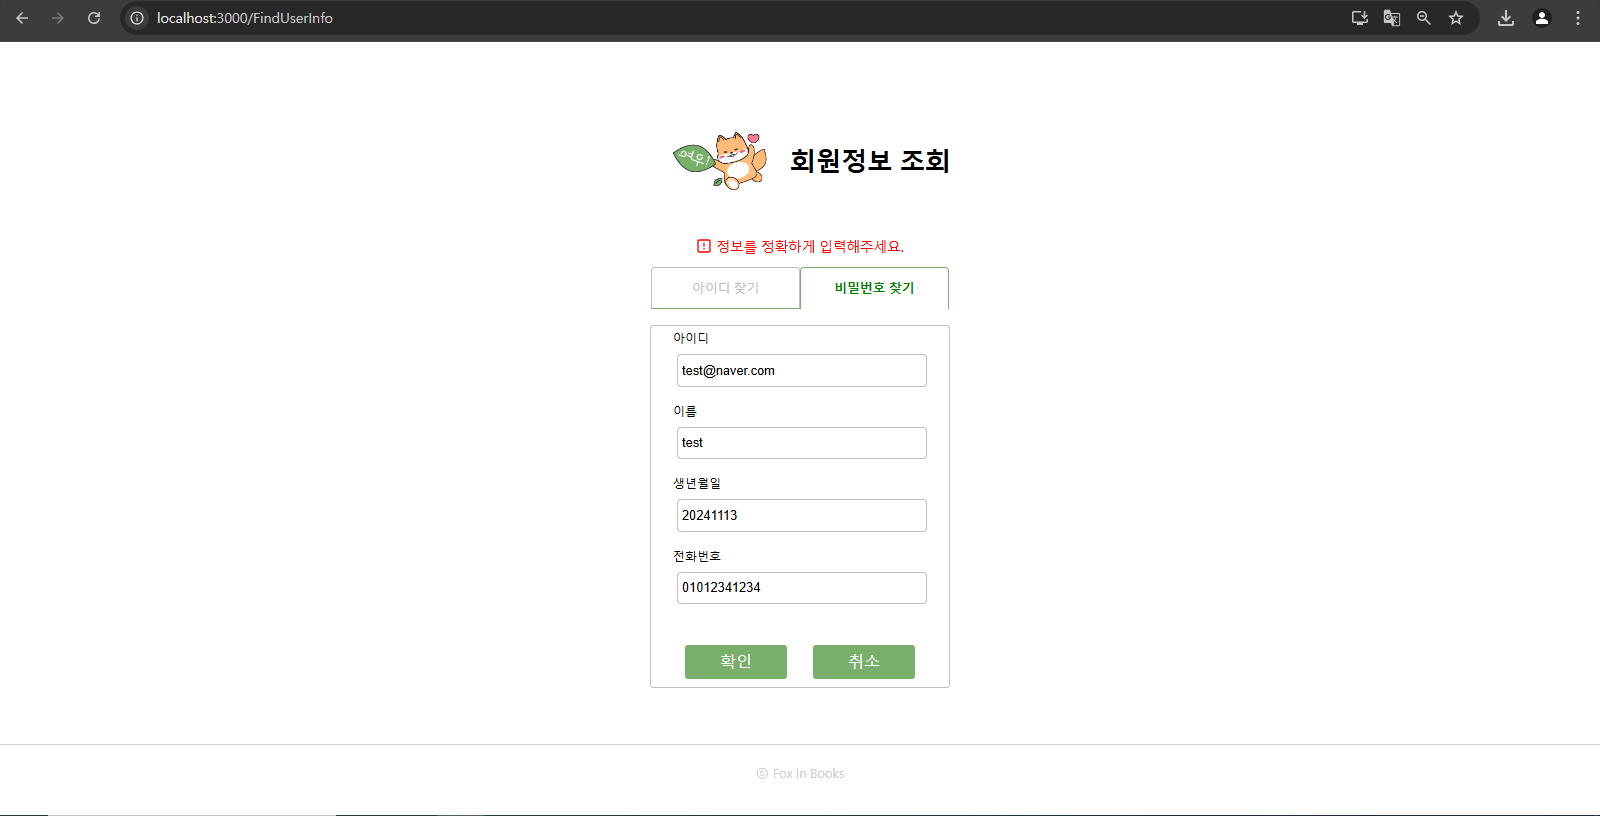 localhost:3000/FindUserInfo
여우!
회원정보 조회
정보를 정확하게 입력해주세요.
아이디 찾기
비밀번호 찾기
아이디
test@naver.com
이름
test
생년월일
20241113
전화번호
01012341234
확인
취소
ⓒ Fox In Books